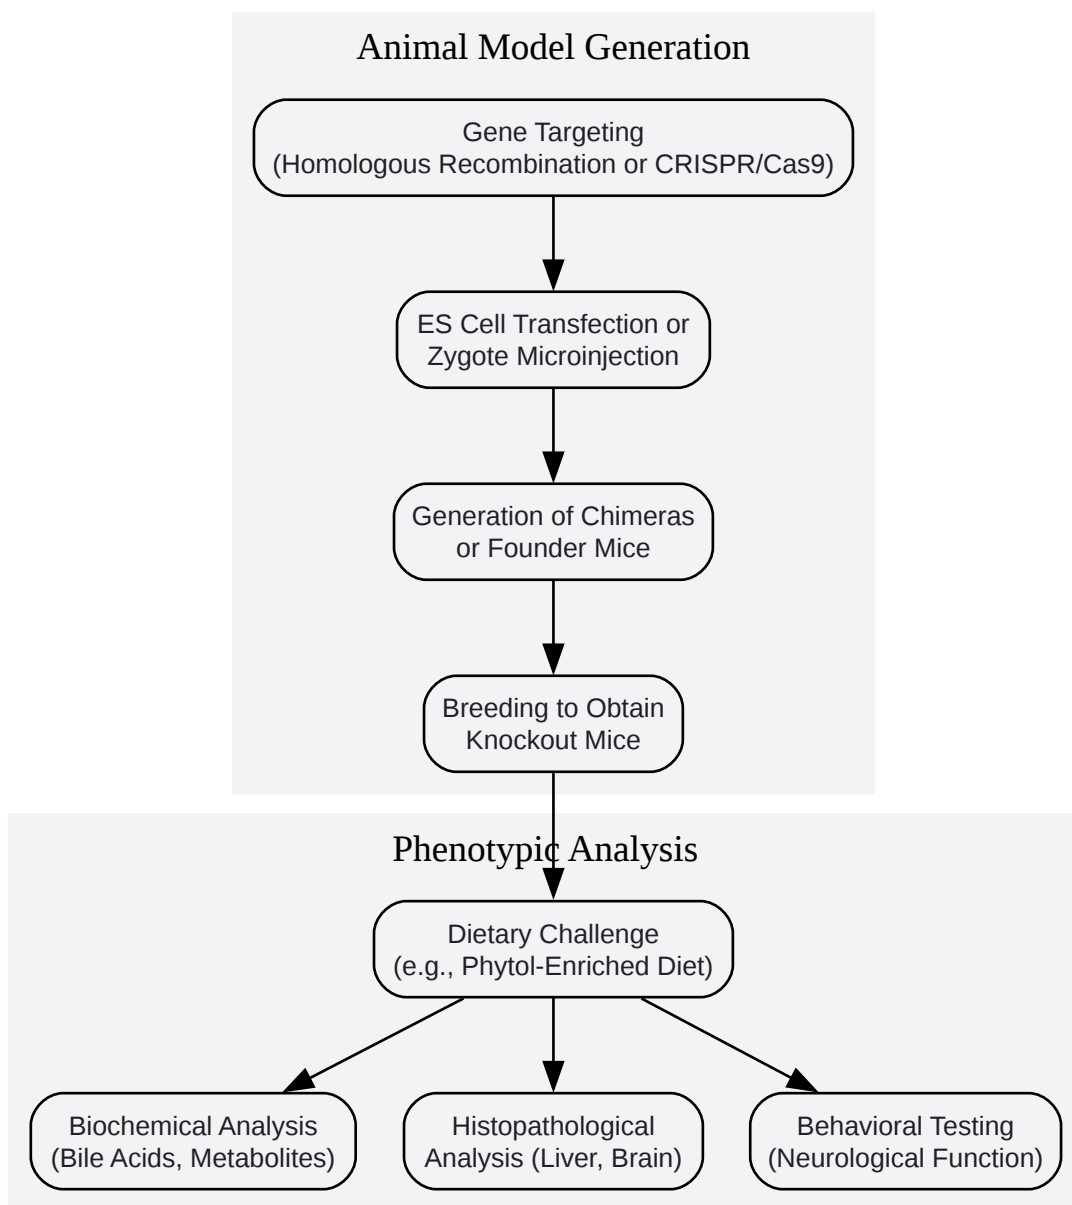 Animal Model Generation
Gene Targeting
(Homologous Recombination or CRISPR/Cas9)
ES Cell Transfection or
Zygote Microinjection
Generation of Chimeras
or Founder Mice
Breeding to Obtain
Knockout Mice
Phenotypic Analysis
Dietary Challenge
(e.g., Phytol-Enriched Diet)
Biochemical Analysis
(Bile Acids, Metabolites)
Histopathological
Analysis (Liver, Brain)
Behavioral Testing
(Neurological Function)